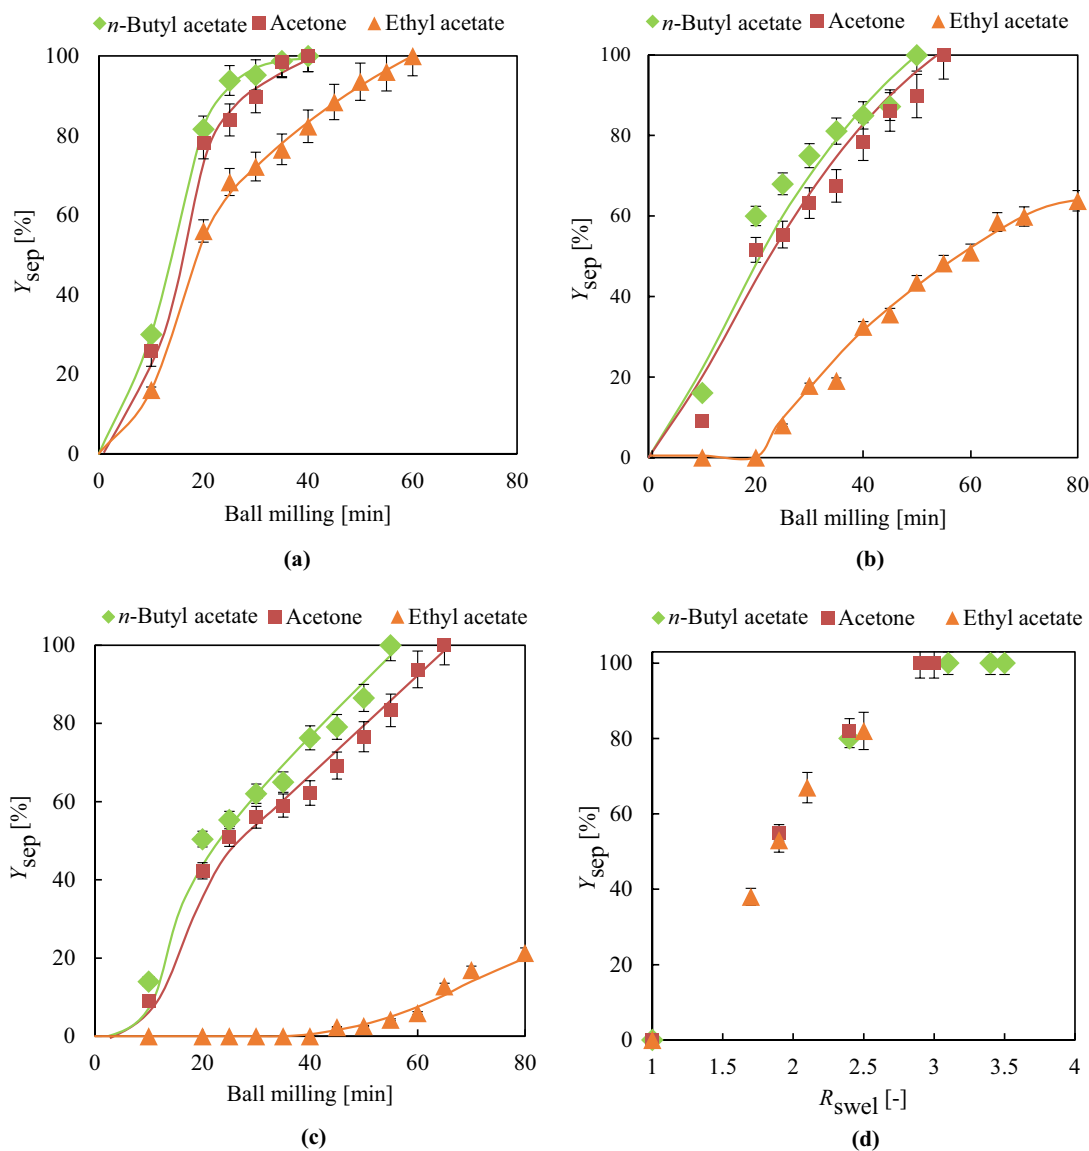 n-Butyl acetate Acetone Ethyl acetate
100
80
60
40
20
0
Ysep [%]
0 20 40 60 80
Ball milling [min]
(a)
n-Butyl acetate Acetone Ethyl acetate
100
80
60
40
20
0
Ysep [%]
0 20 40 60 80
Ball milling [min]
(b)
n-Butyl acetate Acetone Ethyl acetate
100
80
60
40
20
0
Ysep [%]
0 20 40 60 80
Ball milling [min]
(c)
n-Butyl acetate Acetone Ethyl acetate
100
80
60
40
20
0
Ysep [%]
1 1.5 2 2.5 3 3.5 4
Rswel [-]
(d)